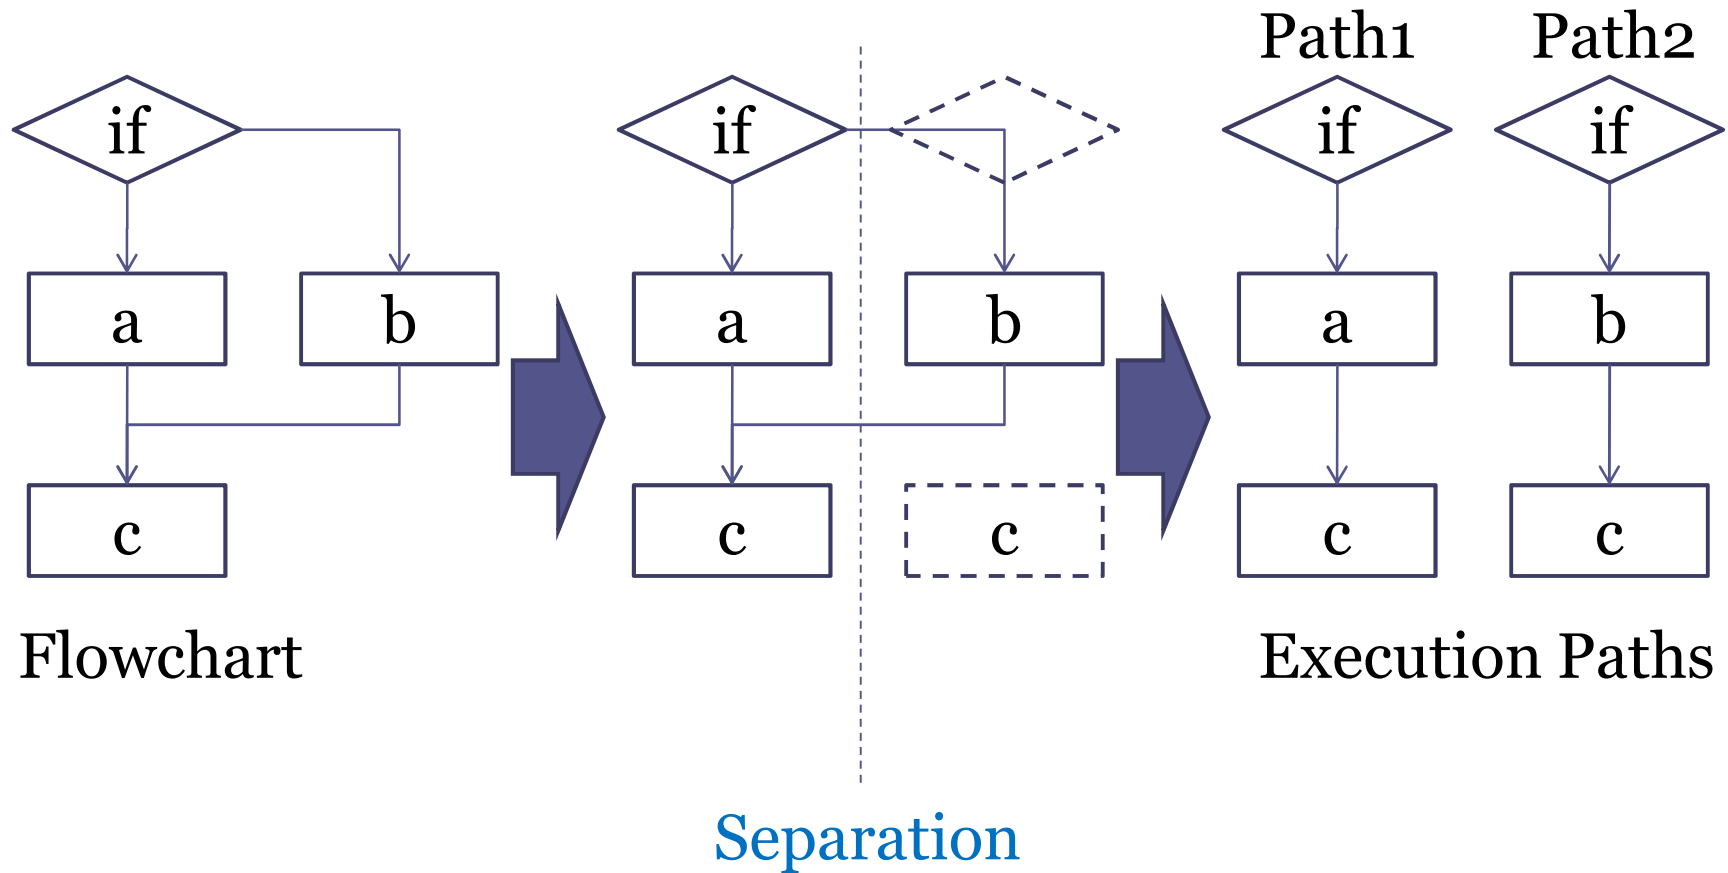 Path1 Path2
if if if if
a b a b a b
c c c c c
Flowchart
Execution Paths
Separation